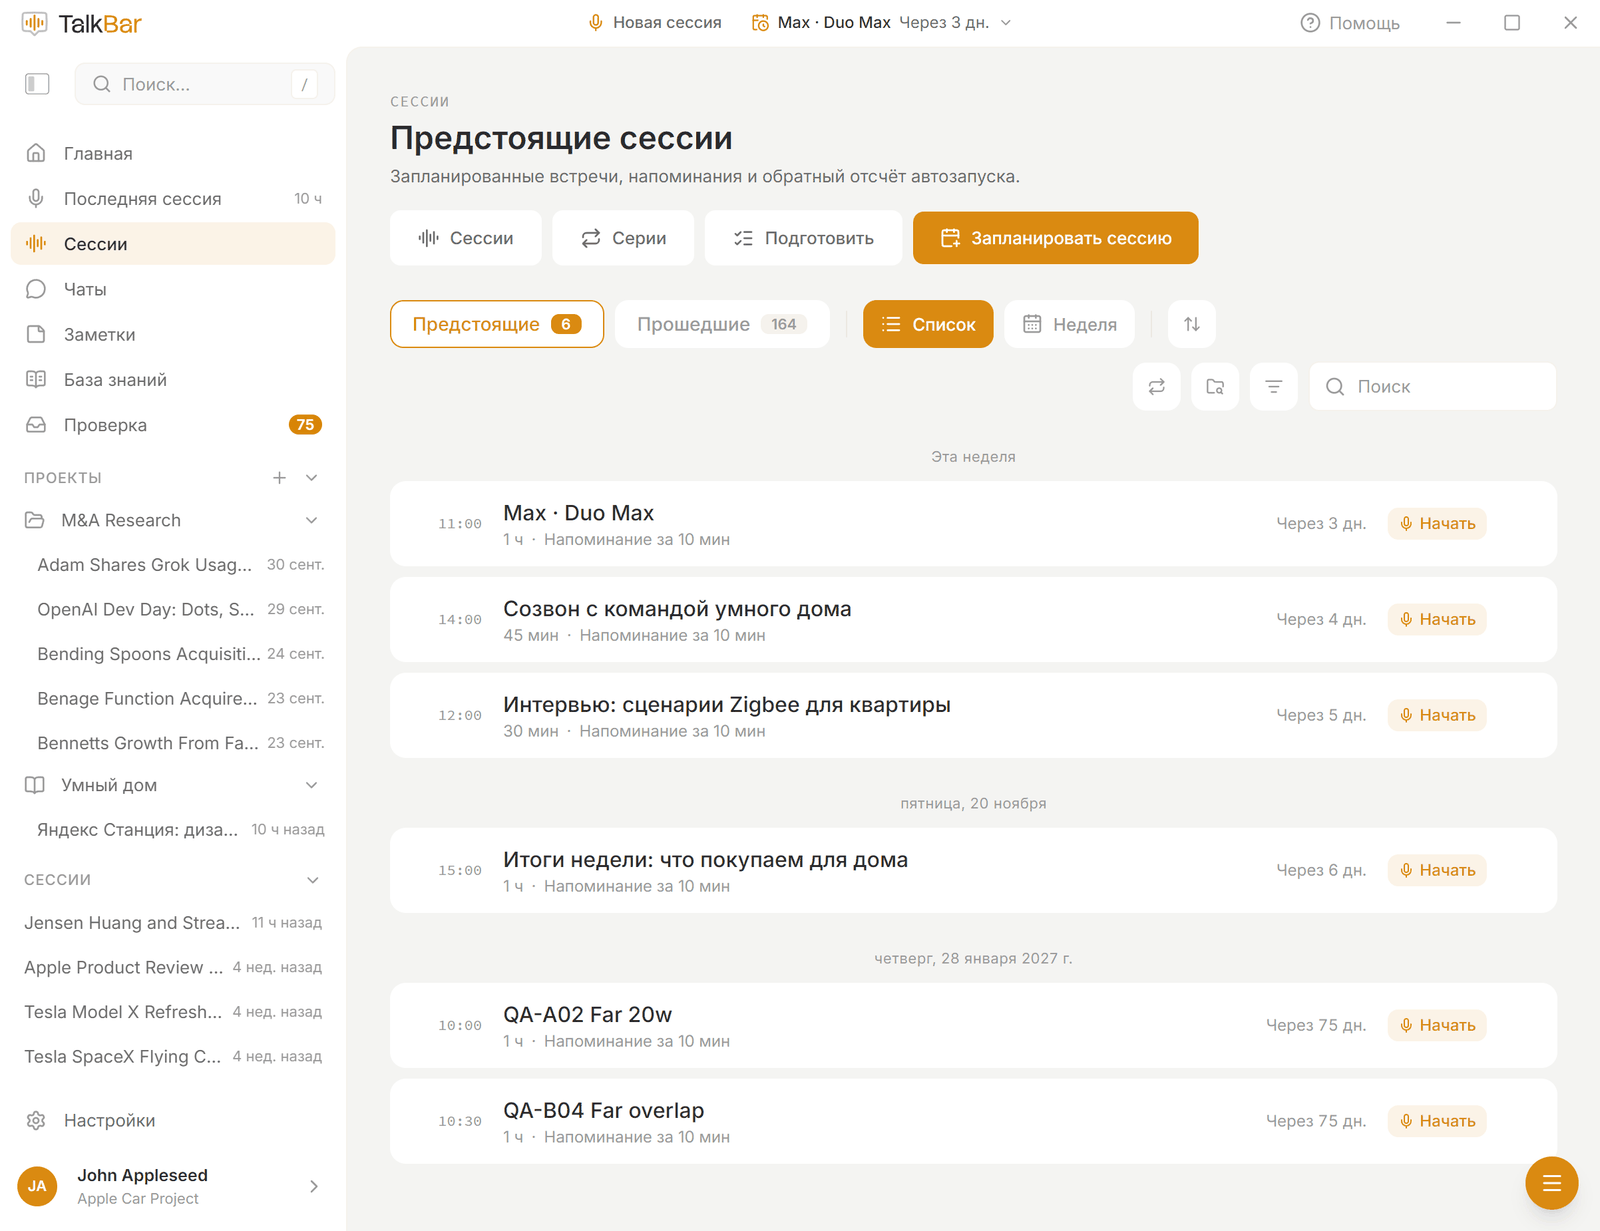 TalkBar
Новая сессия
Max · Duo Max Через 3 дн.
Помощь
Поиск... /
Главная
Последняя сессия 10 ч
Сессии
Чаты
Заметки
База знаний
Проверка 75
ПРОЕКТЫ
M&A Research
Adam Shares Grok Usag... 30 сент.
OpenAI Dev Day: Dots, S... 29 сент.
Bending Spoons Acquisiti... 24 сент.
Benage Function Acquire... 23 сент.
Bennetts Growth From Fa... 23 сент.
Умный дом
Яндекс Станция: диза... 10 ч назад
СЕССИИ
Jensen Huang and Strea... 11 ч назад
Apple Product Review ... 4 нед. назад
Tesla Model X Refresh... 4 нед. назад
Tesla SpaceX Flying C... 4 нед. назад
Настройки
JA
John Appleseed
Apple Car Project
СЕССИИ
Предстоящие сессии
Запланированные встречи, напоминания и обратный отсчёт автозапуска.
Сессии
Серии
Подготовить
Запланировать сессию
Предстоящие 6
Прошедшие 164
Список
Неделя
Поиск
Эта неделя
11:00
Max · Duo Max
1 ч · Напоминание за 10 мин
Через 3 дн.
Начать
14:00
Созвон с командой умного дома
45 мин · Напоминание за 10 мин
Через 4 дн.
Начать
12:00
Интервью: сценарии Zigbee для квартиры
30 мин · Напоминание за 10 мин
Через 5 дн.
Начать
пятница, 20 ноября
15:00
Итоги недели: что покупаем для дома
1 ч · Напоминание за 10 мин
Через 6 дн.
Начать
четверг, 28 января 2027 г.
10:00
QA-A02 Far 20w
1 ч · Напоминание за 10 мин
Через 75 дн.
Начать
10:30
QA-B04 Far overlap
1 ч · Напоминание за 10 мин
Через 75 дн.
Начать